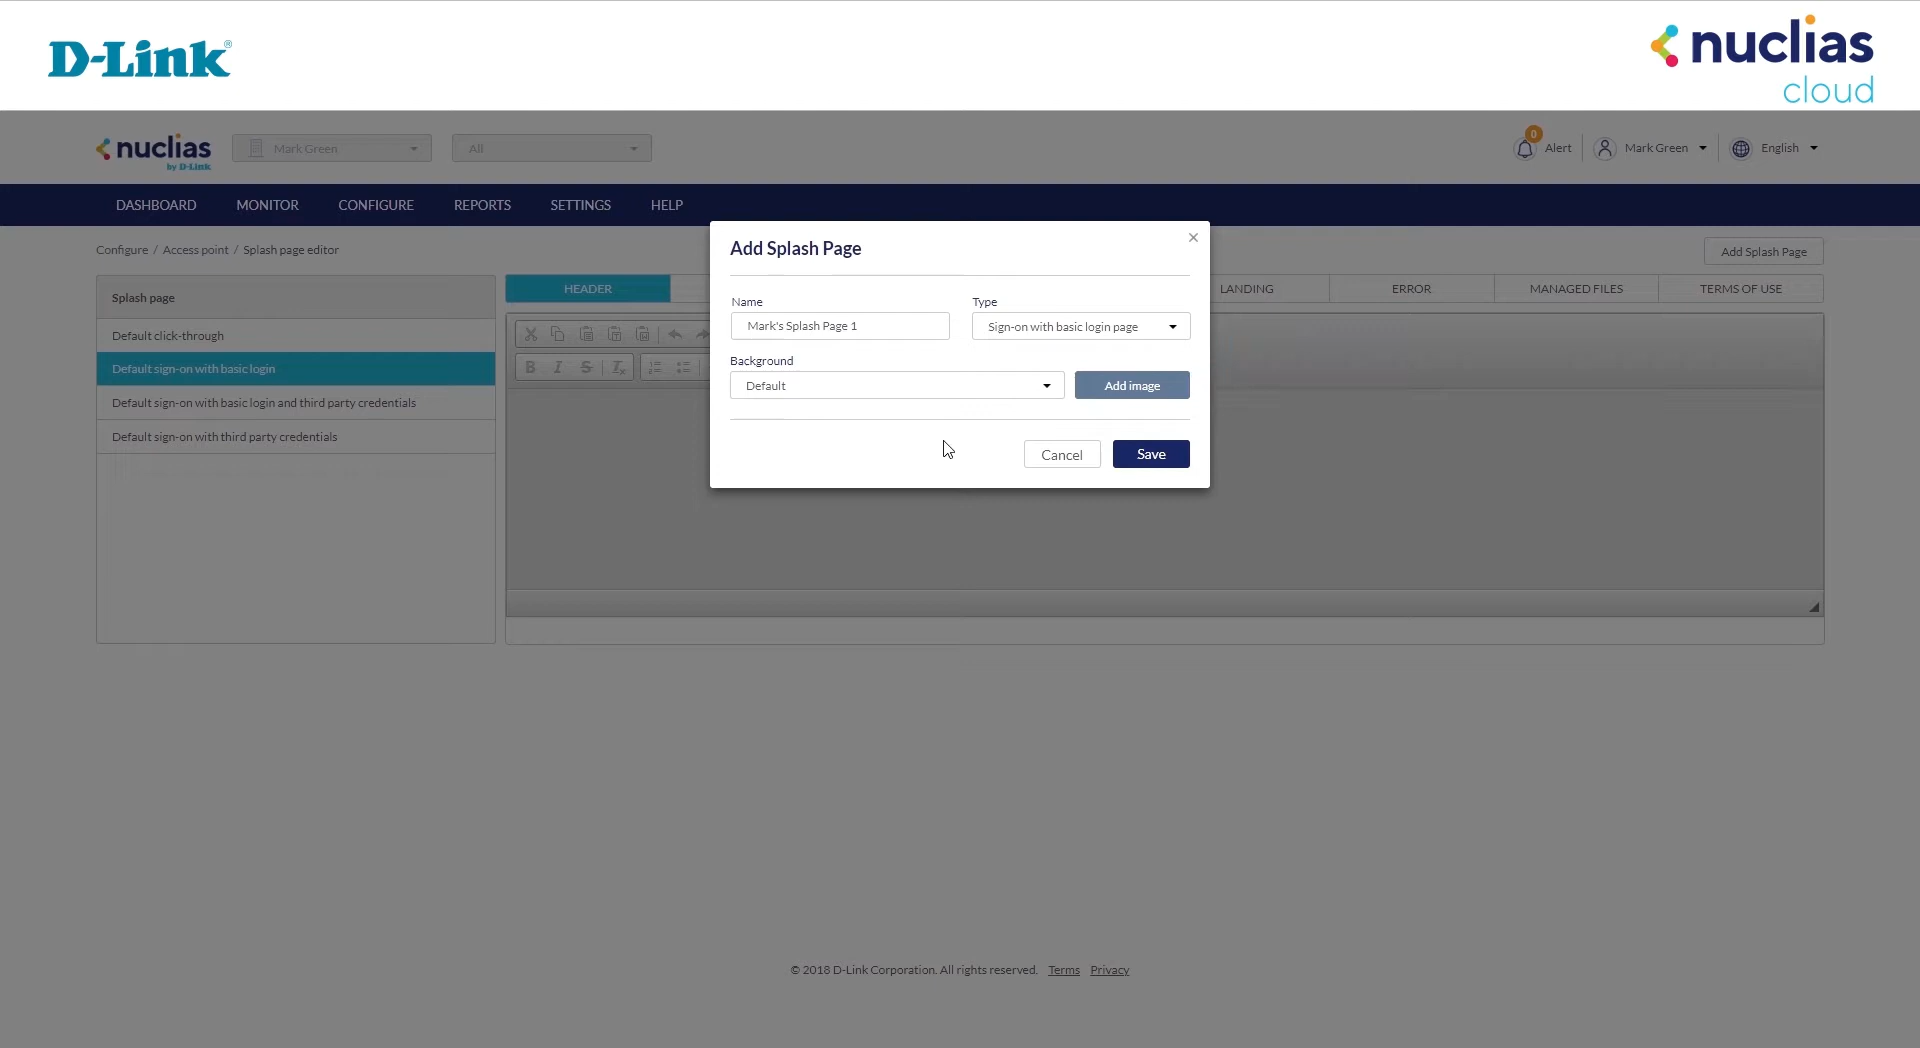 D-Link®
nuclias
cloud
nuclias
by D-Link
Mark Green
All
0
Alert
Mark Green
English
DASHBOARD
MONITOR
CONFIGURE
REPORTS
SETTINGS
HELP
Configure / Access point / Splash page editor
Add Splash Page
Splash page
Default click-through
Default sign-on with basic login
Default sign-on with basic login and third party credentials
Default sign-on with third party credentials
HEADER
LANDING
ERROR
MANAGED FILES
TERMS OF USE
Add Splash Page
×
Name
Type
Mark's Splash Page 1
Sign-on with basic login page
Background
Default
Add image
Cancel
Save
B I S Tx
© 2018 D-Link Corporation. All rights reserved. Terms Privacy